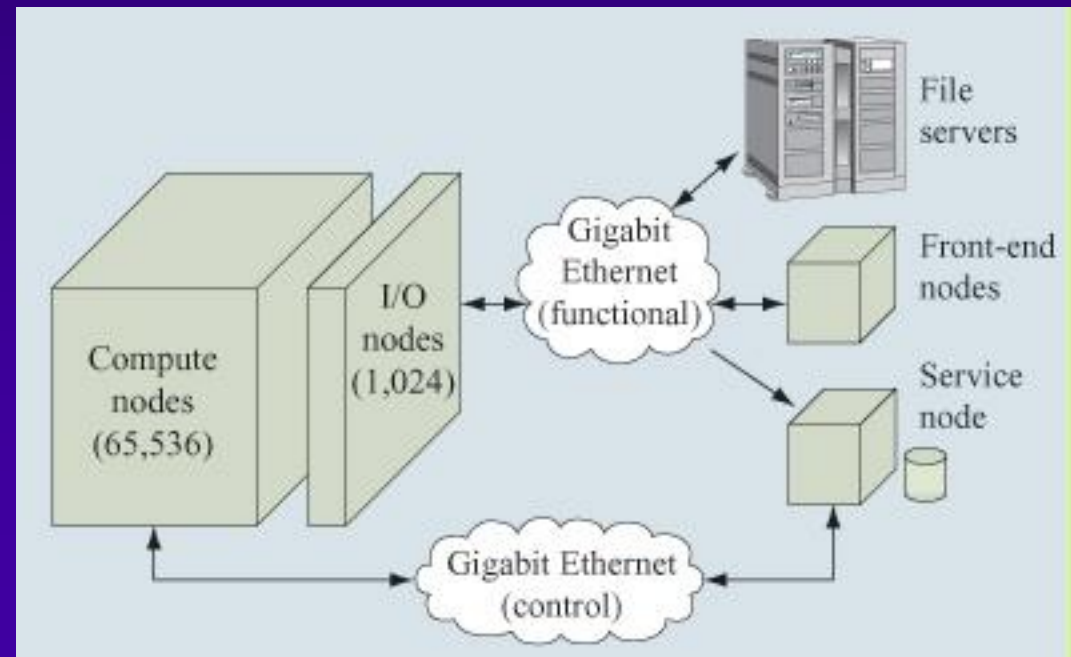 File
servers
Gigabit
Ethernet
(functional)
Front-end
nodes
I/O
nodes
(1,024)
Compute
nodes
(65,536)
Service
node
Gigabit Ethernet
(control)